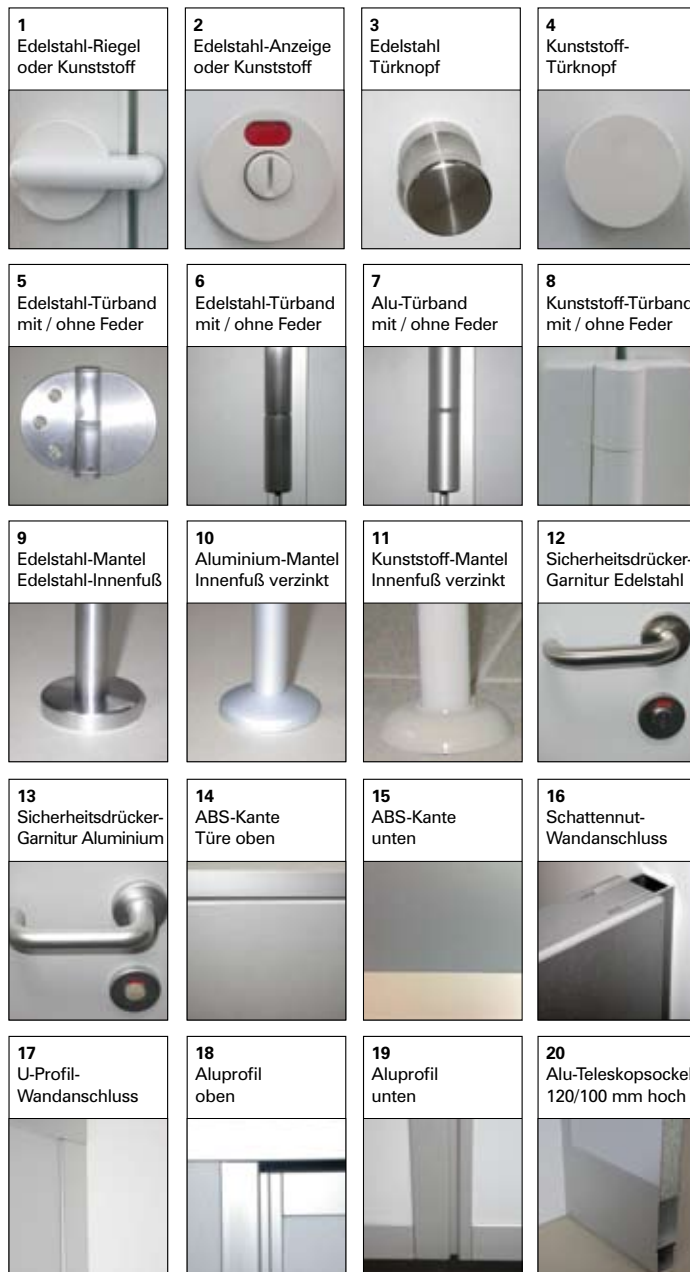 1
Edelstahl-Riegel
oder Kunststoff
2
Edelstahl-Anzeige
oder Kunststoff
3
Edelstahl
Türknopf
4
Kunststoff-
Türknopf
5
Edelstahl-Türband
mit / ohne Feder
6
Edelstahl-Türband
mit / ohne Feder
7
Alu-Türband
mit / ohne Feder
8
Kunststoff-Türband
mit / ohne Feder
9
Edelstahl-Mantel
Edelstahl-Innenfuß
10
Aluminium-Mantel
Innenfuß verzinkt
11
Kunststoff-Mantel
Innenfuß verzinkt
12
Sicherheitsdrücker-
Garnitur Edelstahl
13
Sicherheitsdrücker-
Garnitur Aluminium
14
ABS-Kante
Türe oben
15
ABS-Kante
unten
16
Schattennut-
Wandanschluss
17
U-Profil-
Wandanschluss
18
Aluprofil
oben
19
Aluprofil
unten
20
Alu-Teleskopsockel
120/100 mm hoch